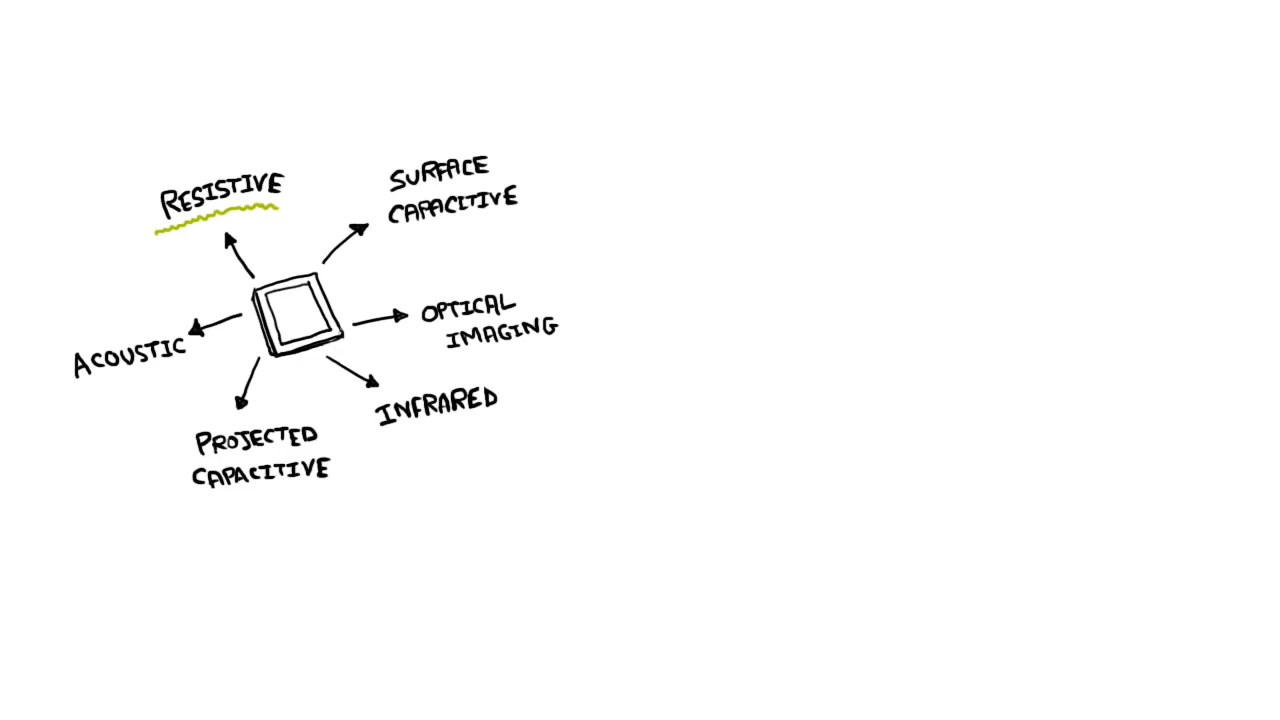 RESISTIVE
SURFACE
CAPACITIVE
OPTICAL
IMAGING
INFRARED
PROJECTED
CAPACITIVE
ACOUSTIC